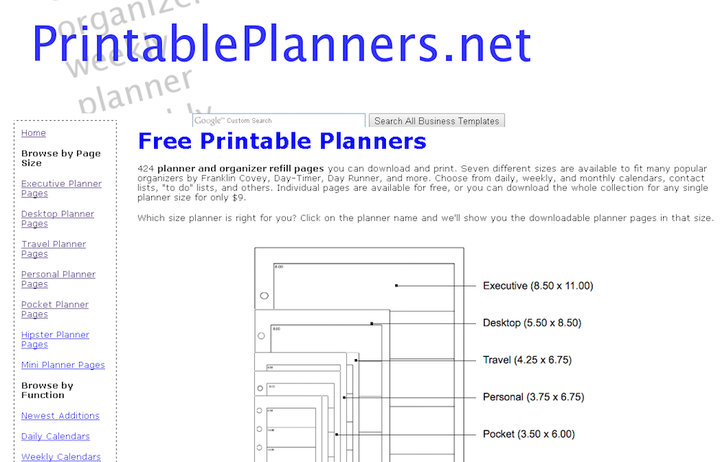 organizer
weekly
planner
PrintablePlanners.net
Google™ Custom Search
Search All Business Templates
Home
Browse by Page
Size
Executive Planner
Pages
Desktop Planner
Pages
Travel Planner
Pages
Personal Planner
Pages
Pocket Planner
Pages
Hipster Planner
Pages
Mini Planner Pages
Browse by
Function
Newest Additions
Daily Calendars
Weekly Calendars
Free Printable Planners
424 planner and organizer refill pages you can download and print. Seven different sizes are available to fit many popular
organizers by Franklin Covey, Day-Timer, Day Runner, and more. Choose from daily, weekly, and monthly calendars, contact
lists, "to do" lists, and others. Individual pages are available for free, or you can download the whole collection for any single
planner size for only $9.
Which size planner is right for you? Click on the planner name and we'll show you the downloadable planner pages in that size.
Executive (8.50 x 11.00)
Desktop (5.50 x 8.50)
Travel (4.25 x 6.75)
Personal (3.75 x 6.75)
Pocket (3.50 x 6.00)